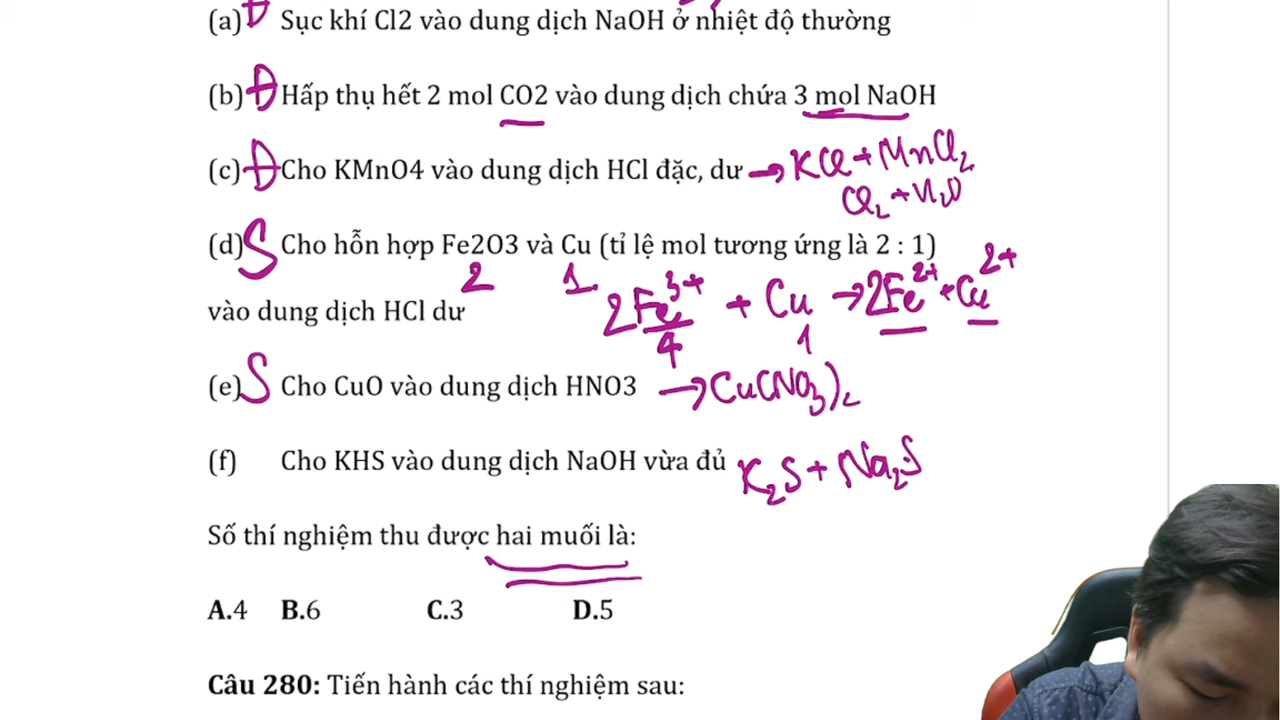 (a) Đ Sục khí Cl2 vào dung dịch NaOH ở nhiệt độ thường
(b) Đ Hấp thụ hết 2 mol CO2 vào dung dịch chứa 3 mol NaOH
(c) Đ Cho KMnO4 vào dung dịch HCl đặc, dư → KCl + MnCl2
Cl2 + H2O
(d) S Cho hỗn hợp Fe2O3 và Cu (tỉ lệ mol tương ứng là 2 : 1)
2 1
vào dung dịch HCl dư 2Fe3+ + Cu → 2Fe2+ + Cu2+
4 1
(e) S Cho CuO vào dung dịch HNO3 → Cu(NO3)2
(f) Cho KHS vào dung dịch NaOH vừa đủ K2S + Na2S
Số thí nghiệm thu được hai muối là:
A.4 B.6 C.3 D.5
Câu 280: Tiến hành các thí nghiệm sau: